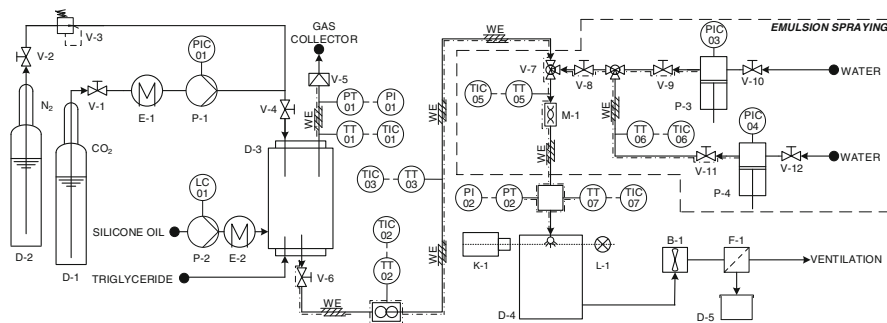 GAS
COLLECTOR
WE
EMULSION SPRAYING
V-3
PIC
03
V-2
PIC
01
V-5
V-7
V-8
V-9
V-10
WATER
N₂
V-1
E-1
P-1
V-4
PT
01
PI
01
TIC
05
TT
05
P-3
CO₂
WE
TT
01
TIC
01
M-1
PIC
04
D-3
WE
TT
06
TIC
06
WATER
LC
01
TIC
03
TT
03
WE
V-11
V-12
P-4
PI
02
PT
02
TT
07
TIC
07
SILICONE OIL
P-2
E-2
TIC
02
WE
K-1
L-1
B-1
F-1
D-2
D-1
TRIGLYCERIDE
V-6
TT
02
VENTILATION
WE
D-4
D-5